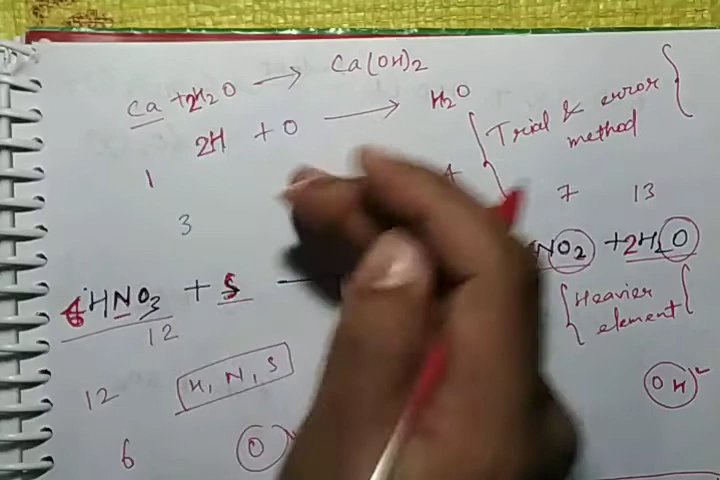 Ca + 2H₂O → Ca(OH)₂
2H + O → H₂O
{ Trial & error method }
1 4 7 13
3
HNO₃ + S — NO₂ + 2H₂O
12
{ Heavier element }
12 H, N, S OH
6 O